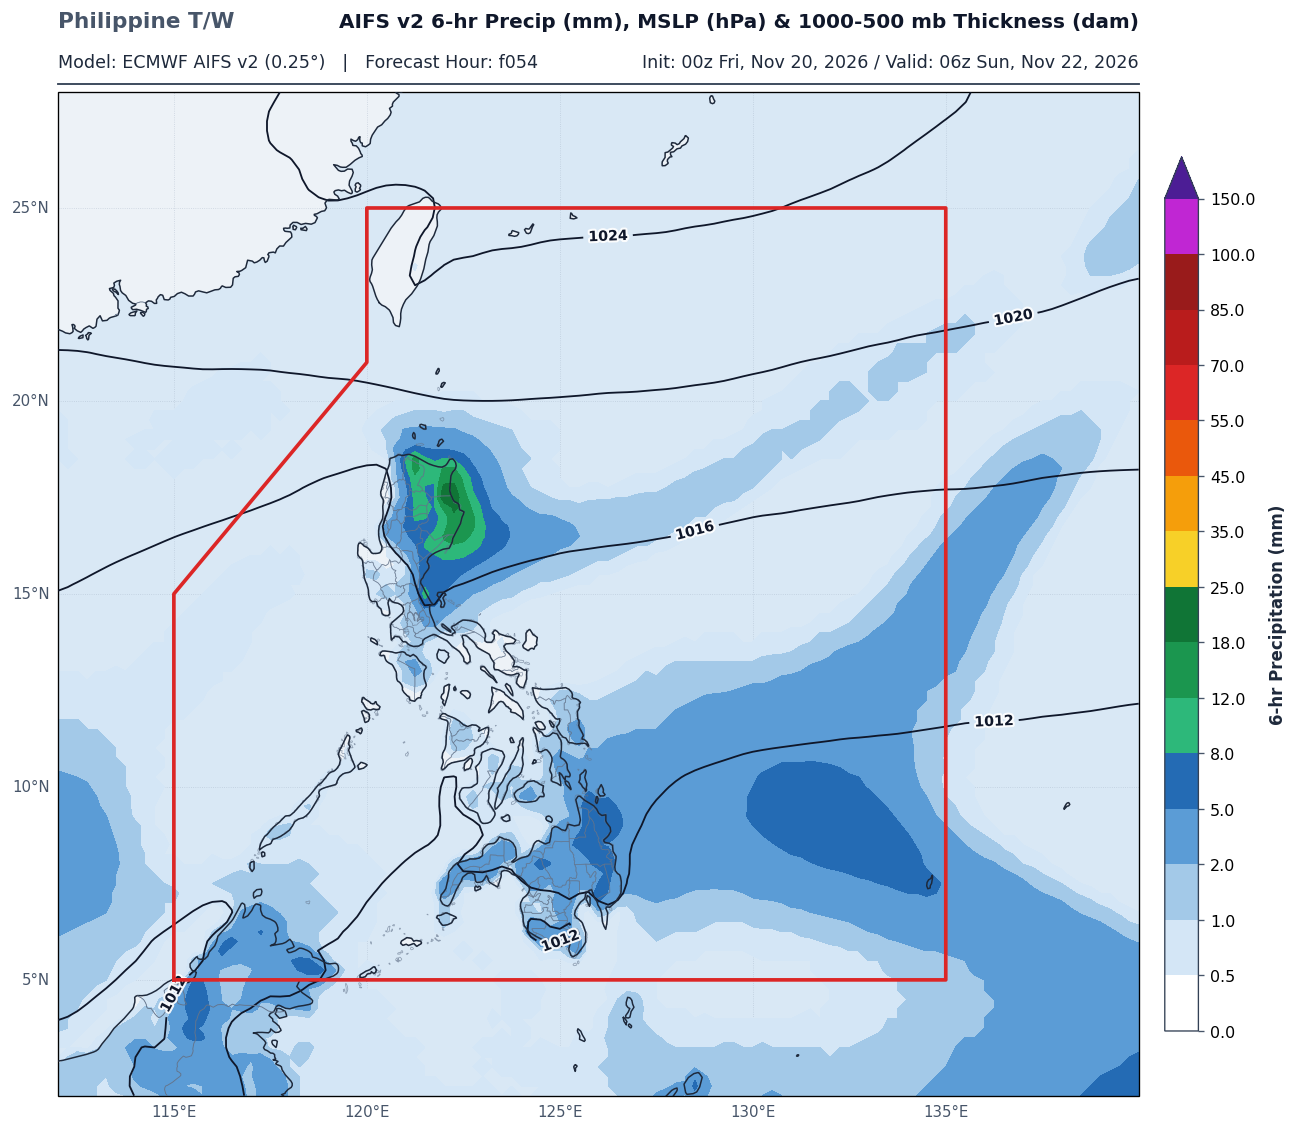 Philippine T/W
AIFS v2 6-hr Precip (mm), MSLP (hPa) & 1000-500 mb Thickness (dam)
Model: ECMWF AIFS v2 (0.25°) | Forecast Hour: f054
Init: 00z Fri, Nov 20, 2026 / Valid: 06z Sun, Nov 22, 2026
25°N
20°N
15°N
10°N
5°N
115°E
120°E
125°E
130°E
135°E
1024
1020
1016
1012
1012
1012
150.0
100.0
85.0
70.0
55.0
45.0
35.0
25.0
18.0
12.0
8.0
5.0
2.0
1.0
0.5
0.0
6-hr Precipitation (mm)